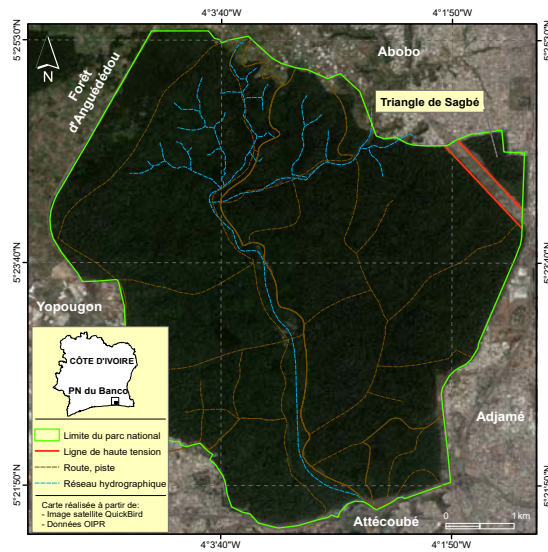 4°3'40"W
4°1'50"W
5°25'30"N
5°25'30"N
N
Abobo
Forêt
d'Anguédédou
Triangle de Sagbé
5°23'40"N
5°23'40"N
Yopougon
CÔTE D'IVOIRE
PN du Banco
Adjamé
Limite du parc national
Ligne de haute tension
Route, piste
Réseau hydrographique
Carte réalisée à partir de:
- Image satellite QuickBird
- Données OIPR
5°21'50"N
5°21'50"N
Attécoubé
0 1km
4°3'40"W
4°1'50"W